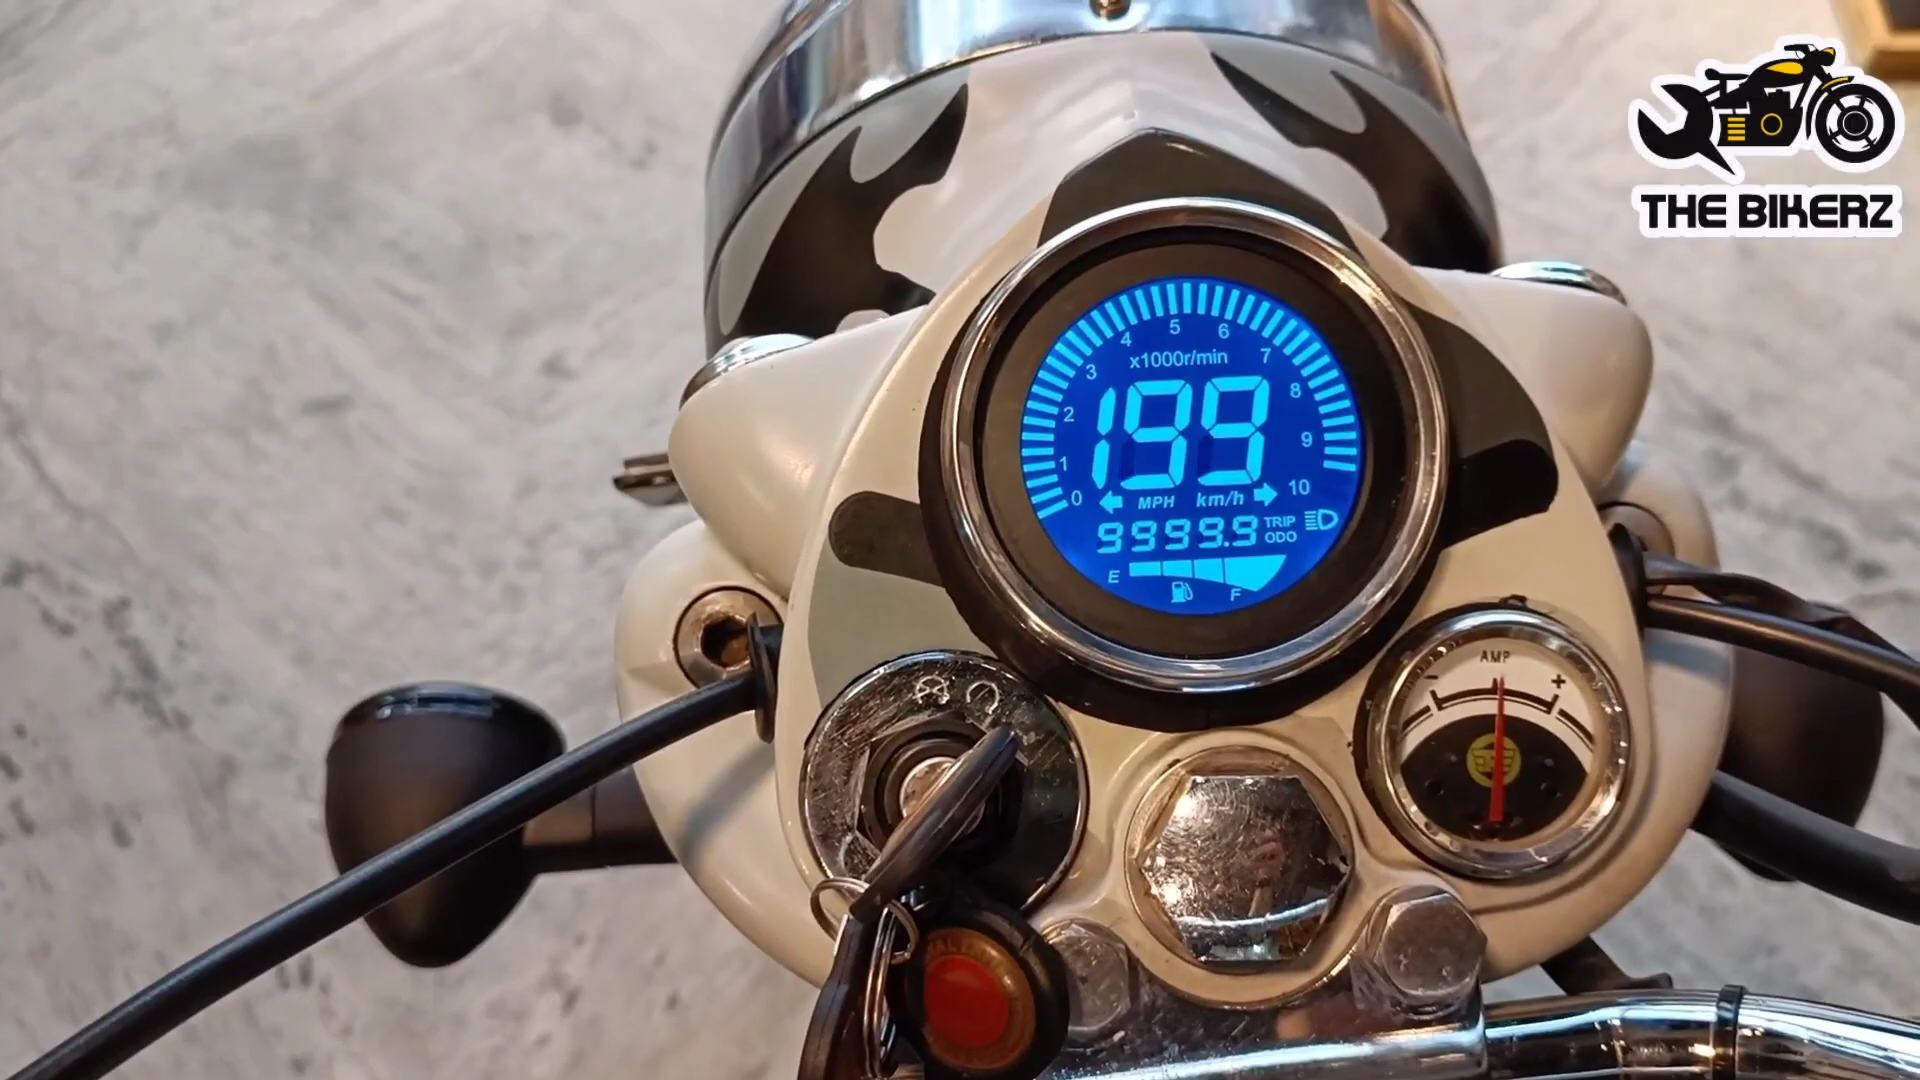 THE BIKERZ
5
4 6
x1000r/min
3 7
199
2 8
1 9
0 MPH km/h 10
9999.9 TRIP
ODO
E F
AMP
- +